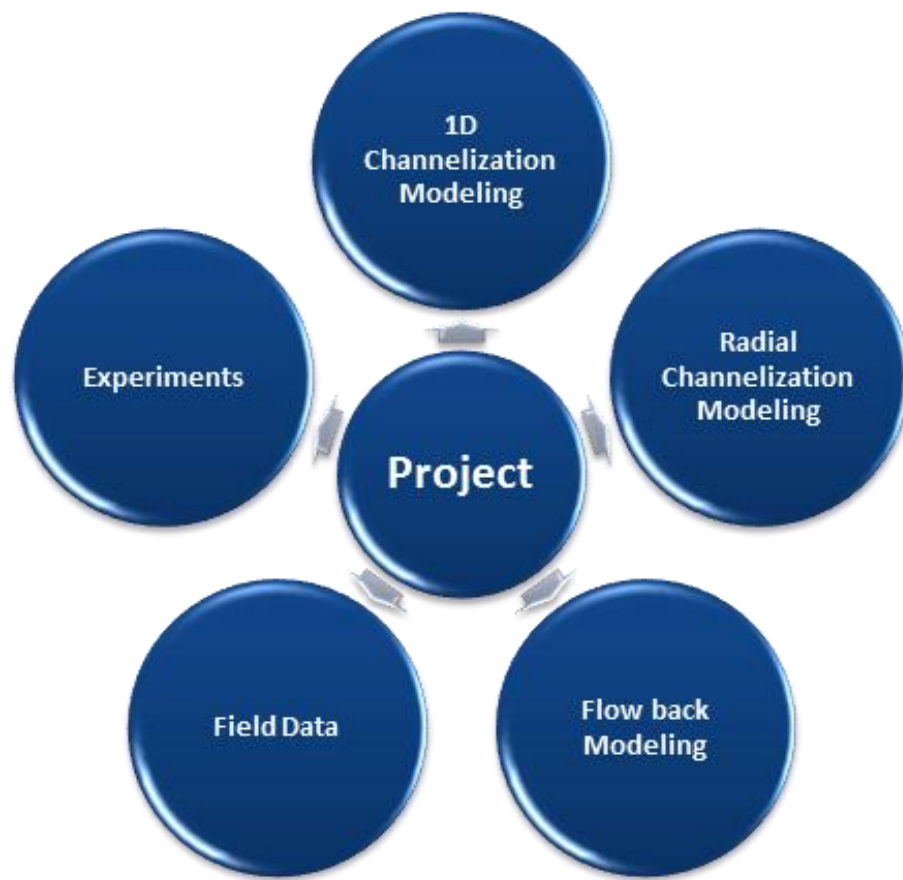 1D
Channelization
Modeling
Radial
Channelization
Modeling
Flow back
Modeling
Field Data
Experiments
Project